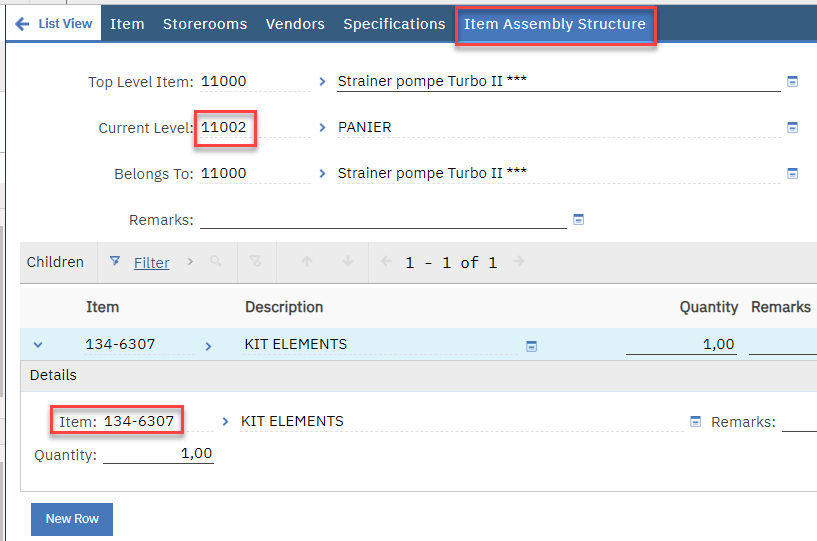 List View Item Storerooms Vendors Specifications Item Assembly Structure
Top Level Item: 11000 Strainer pompe Turbo II ***
Current Level: 11002 PANIER
Belongs To: 11000 Strainer pompe Turbo II ***
Remarks:
Children Filter 1 - 1 of 1
Item Description Quantity Remarks
134-6307 KIT ELEMENTS 1,00
Details
Item: 134-6307 KIT ELEMENTS Remarks:
Quantity: 1,00
New Row